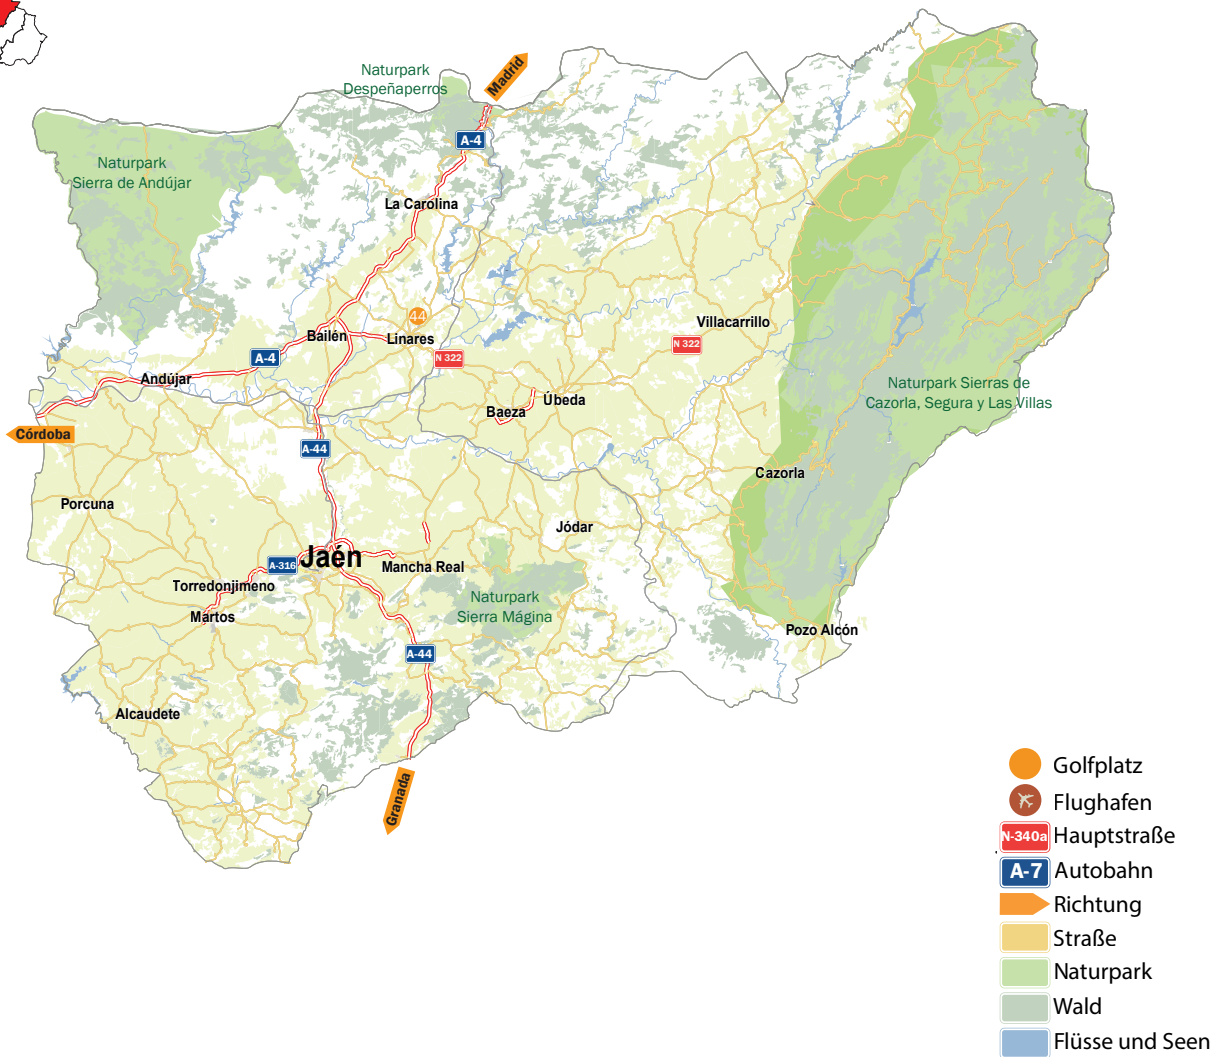 Naturpark
Despeñaperros
Madrid
A-4
Naturpark
Sierra de Andújar
La Carolina
44
Bailén
Linares
Villacarrillo
N 322
A-4
N 322
Andújar
Naturpark Sierras de
Cazorla, Segura y Las Villas
Úbeda
Baeza
Córdoba
A-44
Cazorla
Porcuna
Jódar
Jaén
A-316
Mancha Real
Torredonjimeno
Naturpark
Sierra Mágina
Martos
Pozo Alcón
A-44
Alcaudete
Granada
Golfplatz
Flughafen
N-340a Hauptstraße
A-7 Autobahn
Richtung
Straße
Naturpark
Wald
Flüsse und Seen